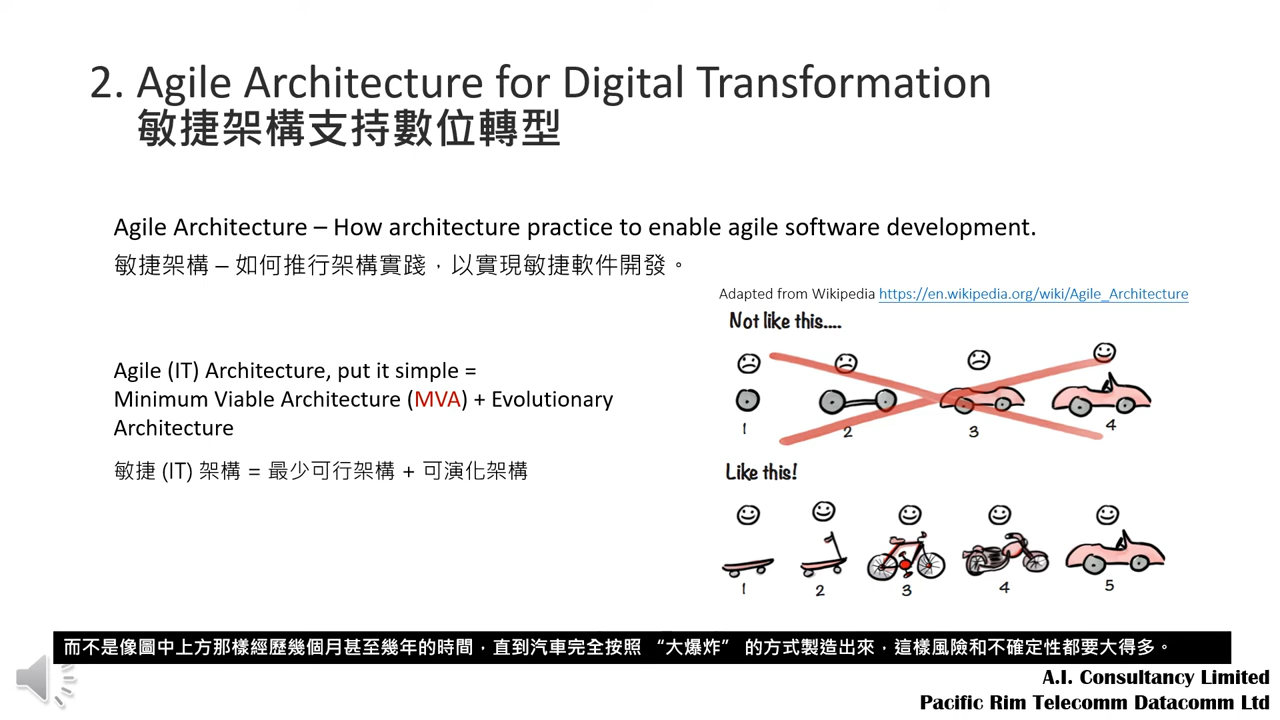 2. Agile Architecture for Digital Transformation
敏捷架構支持數位轉型
Agile Architecture – How architecture practice to enable agile software development.
敏捷架構 – 如何推行架構實踐，以實現敏捷軟件開發。
Adapted from Wikipedia https://en.wikipedia.org/wiki/Agile_Architecture
Not like this....
1 2 3 4
Agile (IT) Architecture, put it simple =
Minimum Viable Architecture (MVA) + Evolutionary
Architecture
敏捷 (IT) 架構 = 最少可行架構 + 可演化架構
Like this!
1 2 3 4 5
而不是像圖中上方那樣經歷幾個月甚至幾年的時間，直到汽車完全按照 “大爆炸” 的方式製造出來，這樣風險和不確定性都要大得多。
A.I. Consultancy Limited
Pacific Rim Telecomm Datacomm Ltd